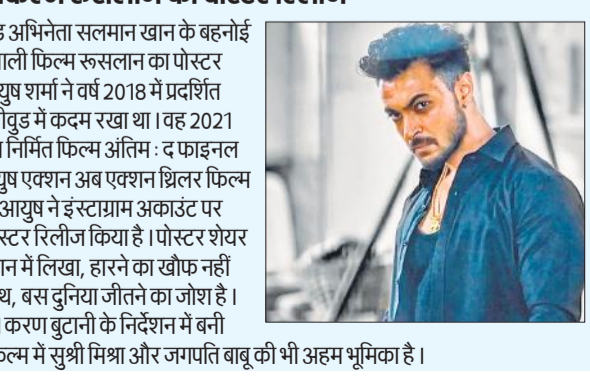 रूसलान का पोस्टर रिलीज
अभिनेता सलमान खान के बहनोई
फिल्म रूसलान का पोस्टर
शर्मा ने वर्ष 2018 में प्रदर्शित
में कदम रखा था । वह 2021
निर्मित फिल्म अंतिम : द फाइनल
एक्शन अब एक्शन थ्रिलर फिल्म
आयुष ने इंस्टाग्राम अकाउंट पर
रिलीज किया है । पोस्टर शेयर
में लिखा, हारने का खौफ नहीं
बस दुनिया जीतने का जोश है ।
करण बुटानी के निर्देशन में बनी
में सुश्री मिश्रा और जगपति बाबू की भी अहम भूमिका है ।